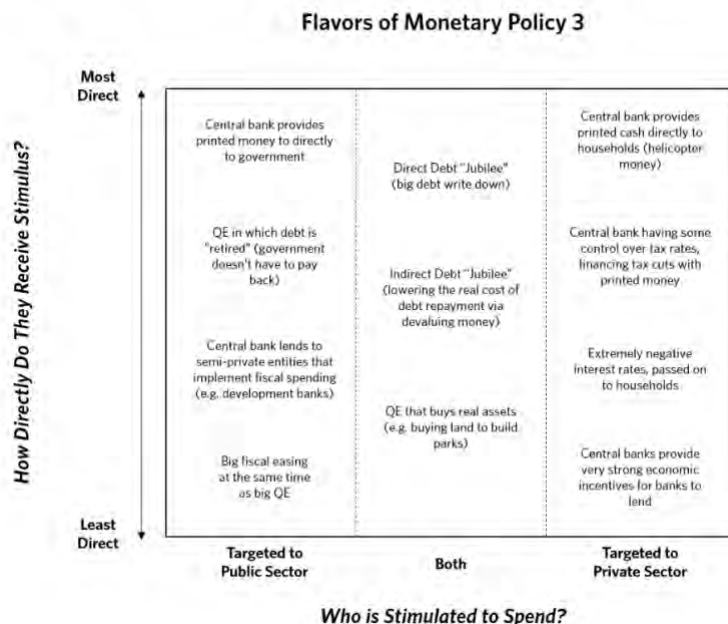 Flavors of Monetary Policy 3
Most
Direct
How Directly Do They Receive Stimulus?
Least
Direct
Central bank provides
printed money to directly
to government
QE in which debt is
"retired" (government
doesn't have to pay
back)
Central bank lends to
semi-private entities that
implement fiscal spending
(e.g. development banks)
Big fiscal easing
at the same time
as big QE
Direct Debt "Jubilee"
(big debt write down)
Indirect Debt "Jubilee"
(lowering the real cost of
debt repayment via
devaluing money)
QE that buys real assets
(e.g. buying land to build
parks)
Central bank provides
printed cash directly to
households (helicopter
money)
Central bank having some
control over tax rates,
financing tax cuts with
printed money
Extremely negative
interest rates, passed on
to households
Central banks provide
very strong economic
incentives for banks to
lend
Targeted to
Public Sector
Both
Targeted to
Private Sector
Who is Stimulated to Spend?